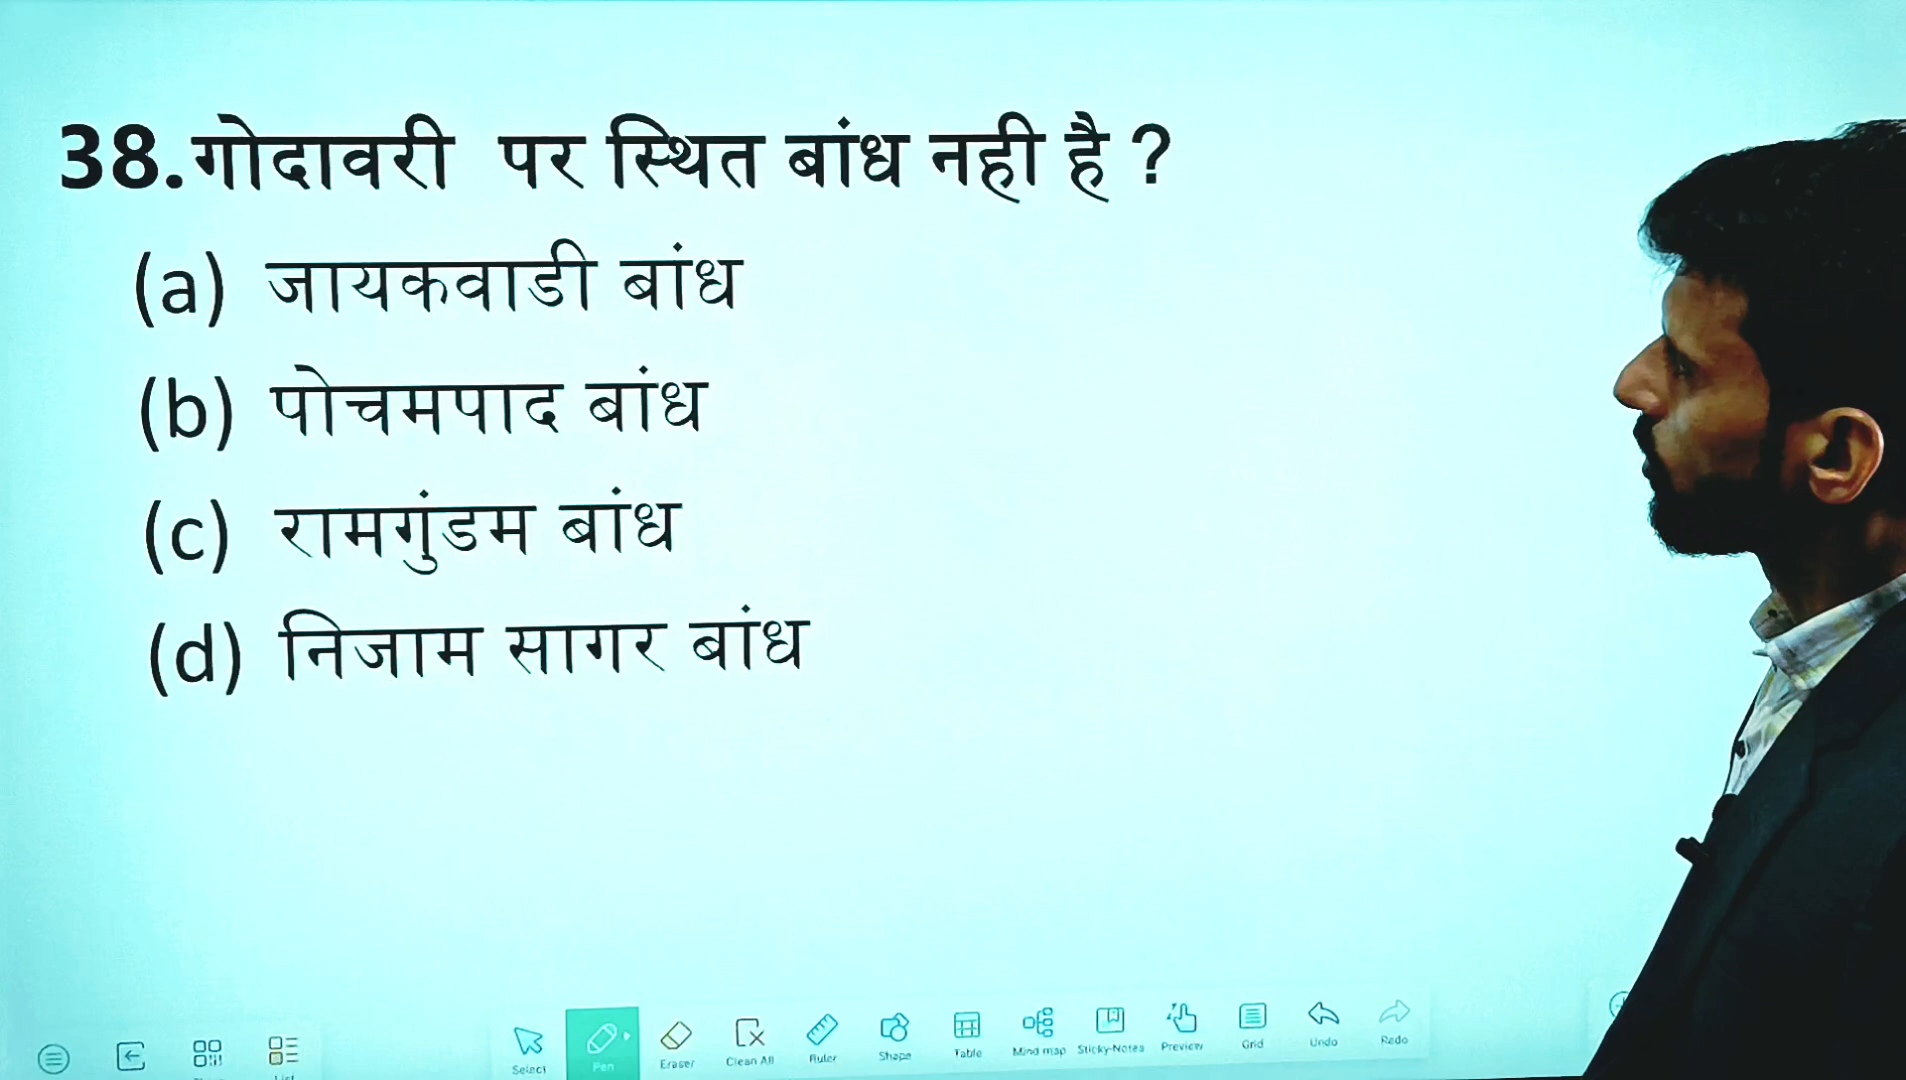 38. गोदावरी पर स्थित बांध नही है ?
(a) जायकवाडी बांध
(b) पोचमपाद बांध
(c) रामगुंडम बांध
(d) निजाम सागर बांध
Select Pen Eraser Clean All Ruler Shape Table Mind map Sticky-Notes Preview Grid Undo Redo